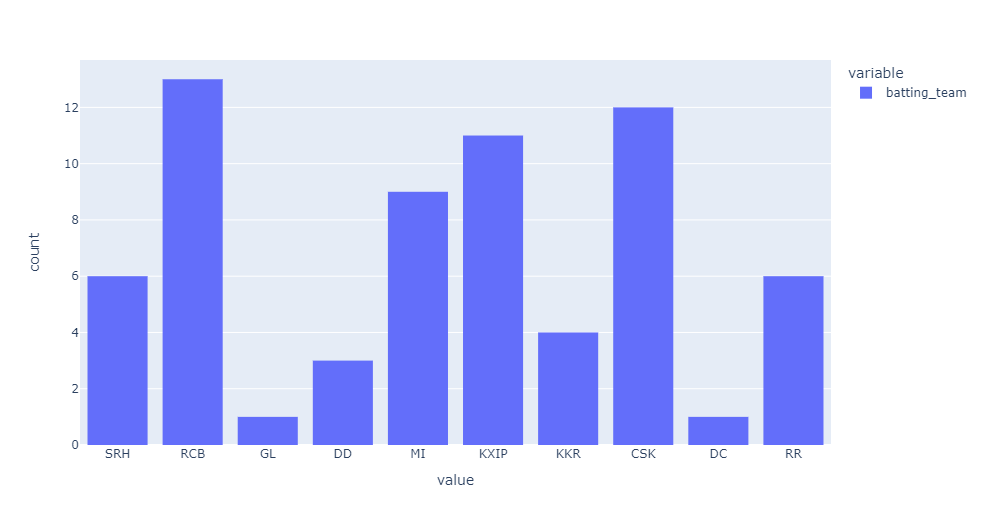 variable
batting_team
count
12
10
8
6
4
2
0
SRH RCB GL DD MI KXIP KKR CSK DC RR
value